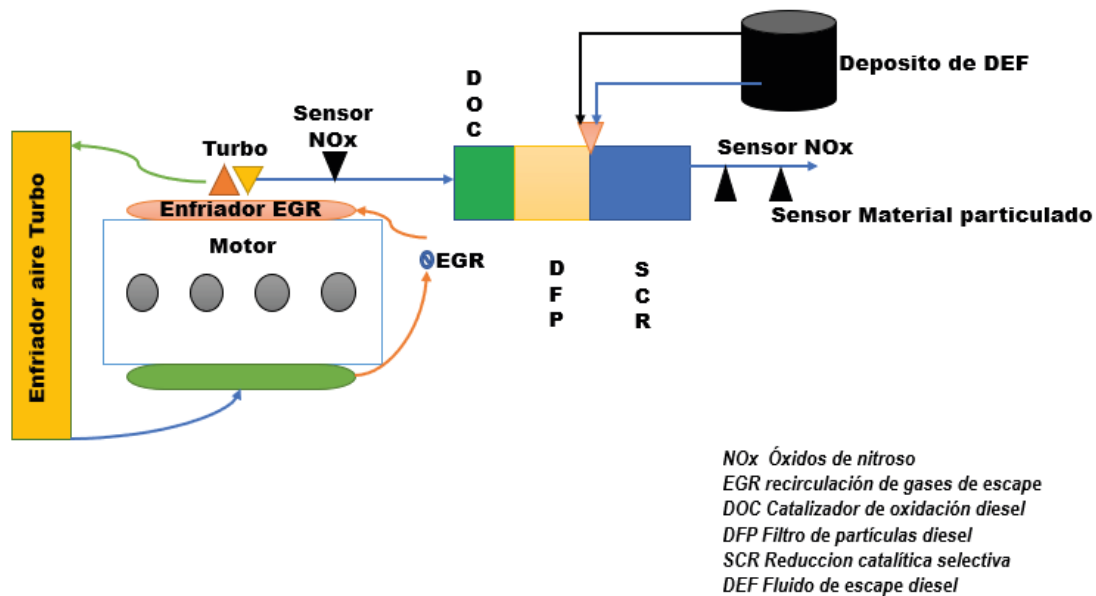 Deposito de DEF
D
O
C
Sensor
NOx
Turbo
Sensor NOx
Enfriador EGR
Sensor Material particulado
Motor
EGR
Enfriador aire Turbo
D
F
P
S
C
R
NOx Óxidos de nitroso
EGR recirculación de gases de escape
DOC Catalizador de oxidación diesel
DFP Filtro de partículas diesel
SCR Reduccion catalítica selectiva
DEF Fluido de escape diesel